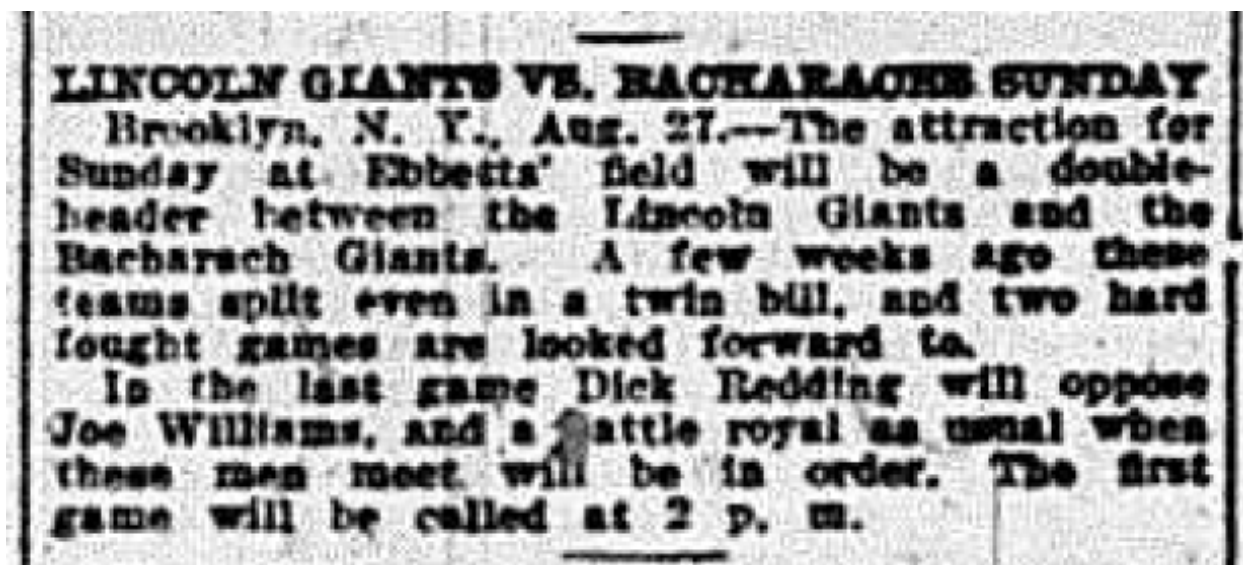 LINCOLN GIANTS VS. BACHARACHS SUNDAY
Brooklyn, N. Y., Aug. 27.—The attraction for
Sunday at Ebbetts' field will be a double-
header between the Lincoln Giants and the
Bacharach Giants. A few weeks ago these
teams split even in a twin bill, and two hard
fought games are looked forward to.
In the last game Dick Redding will oppose
Joe Williams, and a battle royal as usual when
these men meet will be in order. The first
game will be called at 2 p. m.